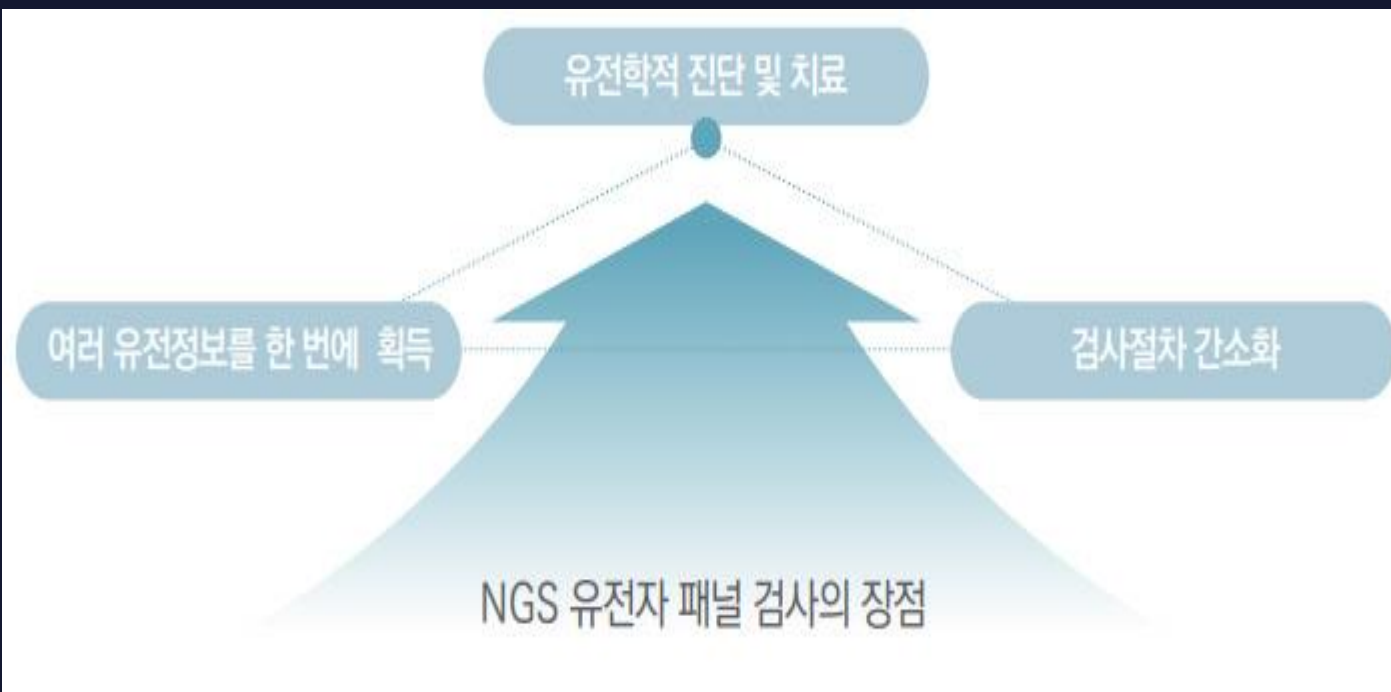 유전학적 진단 및 치료
여러 유전정보를 한 번에 획득
검사절차 간소화
NGS 유전자 패널 검사의 장점